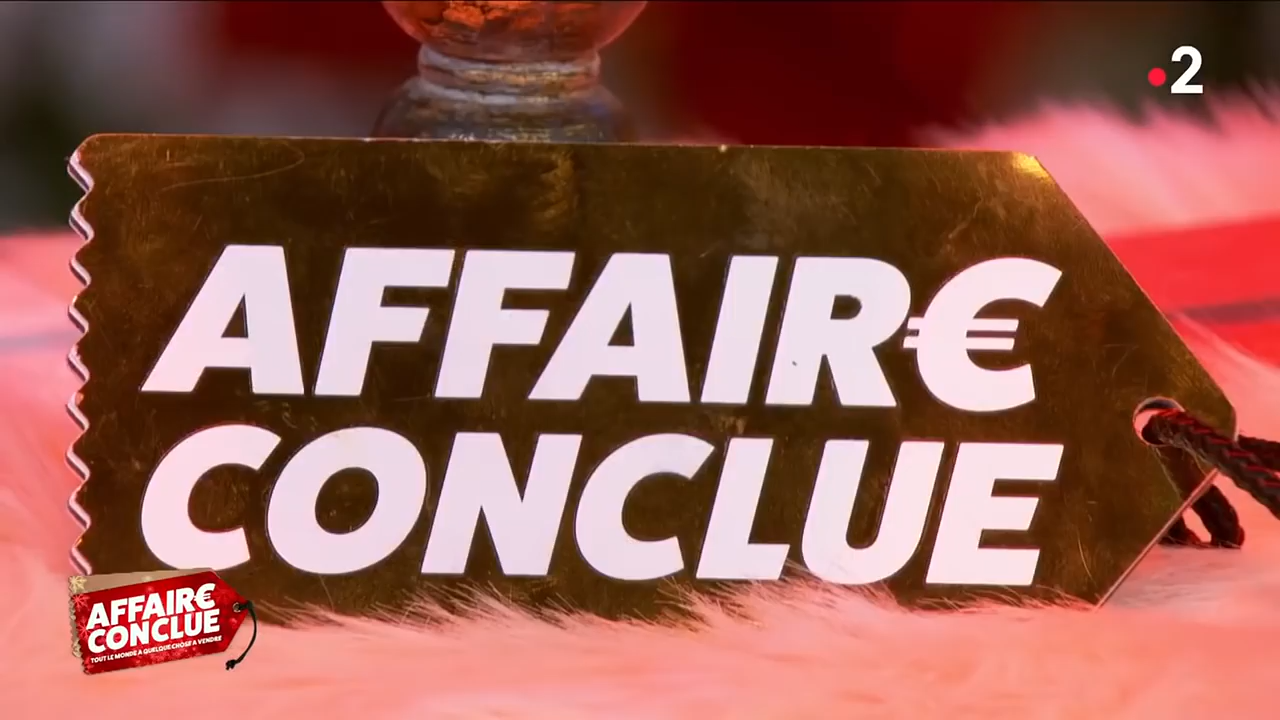 2
AFFAIR€
CONCLUE
AFFAIR€
CONCLUE
TOUT LE MONDE A QUELQUE CHOSE À VENDRE